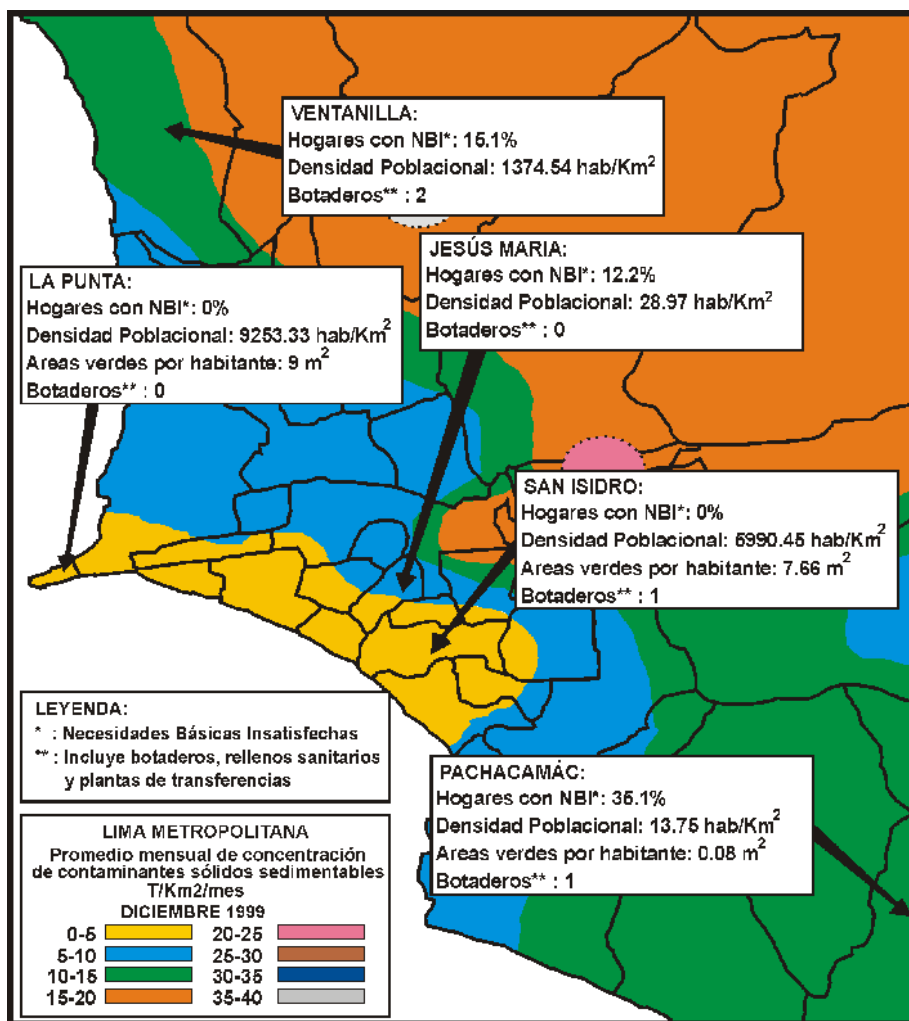 VENTANILLA:
Hogares con NBI*: 15.1%
Densidad Poblacional: 1374.54 hab/Km²
Botaderos** : 2
JESÚS MARIA:
Hogares con NBI*: 12.2%
Densidad Poblacional: 28.97 hab/Km²
Botaderos** : 0
LA PUNTA:
Hogares con NBI*: 0%
Densidad Poblacional: 9253.33 hab/Km²
Areas verdes por habitante: 9 m²
Botaderos** : 0
SAN ISIDRO:
Hogares con NBI*: 0%
Densidad Poblacional: 5990.45 hab/Km²
Areas verdes por habitante: 7.66 m²
Botaderos** : 1
LEYENDA:
* : Necesidades Básicas Insatisfechas
** : Incluye botaderos, rellenos sanitarios
y plantas de transferencias
PACHACAMÁC:
Hogares con NBI*: 35.1%
Densidad Poblacional: 13.75 hab/Km²
Areas verdes por habitante: 0.08 m²
Botaderos** : 1
LIMA METROPOLITANA
Promedio mensual de concentración
de contaminantes sólidos sedimentables
T/Km2/mes
DICIEMBRE 1999
0-5 20-25
5-10 25-30
10-15 30-35
15-20 35-40